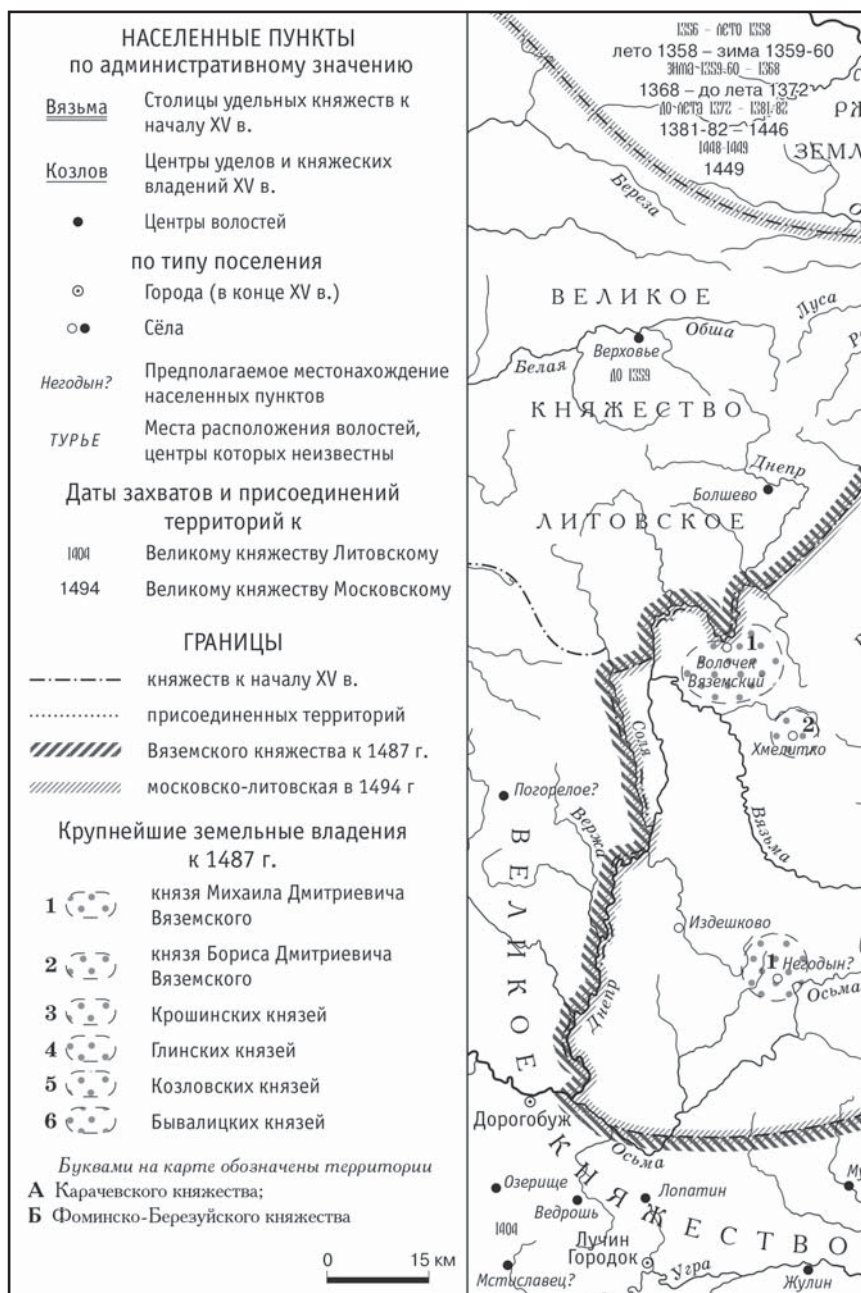 НАСЕЛЕННЫЕ ПУНКТЫ
по административному значению
Вязьма Столицы удельных княжеств к
началу XV в.
Козлов Центры уделов и княжеских
владений XV в.
Центры волостей
по типу поселения
Города (в конце XV в.)
Сёла
Негодын? Предполагаемое местонахождение
населенных пунктов
ТУРЬЕ Места расположения волостей,
центры которых неизвестны
Даты захватов и присоединений
территорий к
1404 Великому княжеству Литовскому
1494 Великому княжеству Московскому
ГРАНИЦЫ
княжеств к началу XV в.
присоединенных территорий
Вяземского княжества к 1487 г.
московско-литовская в 1494 г
Крупнейшие земельные владения
к 1487 г.
1 князя Михаила Дмитриевича
Вяземского
2 князя Бориса Дмитриевича
Вяземского
3 Крошинских князей
4 Глинских князей
5 Козловских князей
6 Бывалицких князей
Буквами на карте обозначены территории
А Карачевского княжества;
Б Фоминско-Березуйского княжества
0 15 км
1356 – лето 1358
лето 1358 – зима 1359-60
зима-1359-60 – 1368
1368 – до лета 1372
до-лета 1372 – 1381-82
1381-82 – 1446
1448-1449
1449
РЖ
ЗЕМЛ
Береза
ВЕЛИКОЕ
Луса
Обша
Верховье
Белая
до 1359
КНЯЖЕСТВО
Днепр
Болшево
ЛИТОВСКОЕ
1
Волочек
Вяземский
2
Хмелитко
Соля
Погорелое?
Вержа
Вязьма
ВЕЛИКОЕ
Издешково
1 Негодын?
Осьма
Днепр
Дорогобуж
Осьма
КНЯЖЕСТВО
Озерище
Лопатин
Му
Ведрошь
1404
Лучин
Городок
Угра
Мстиславец?
Жулин